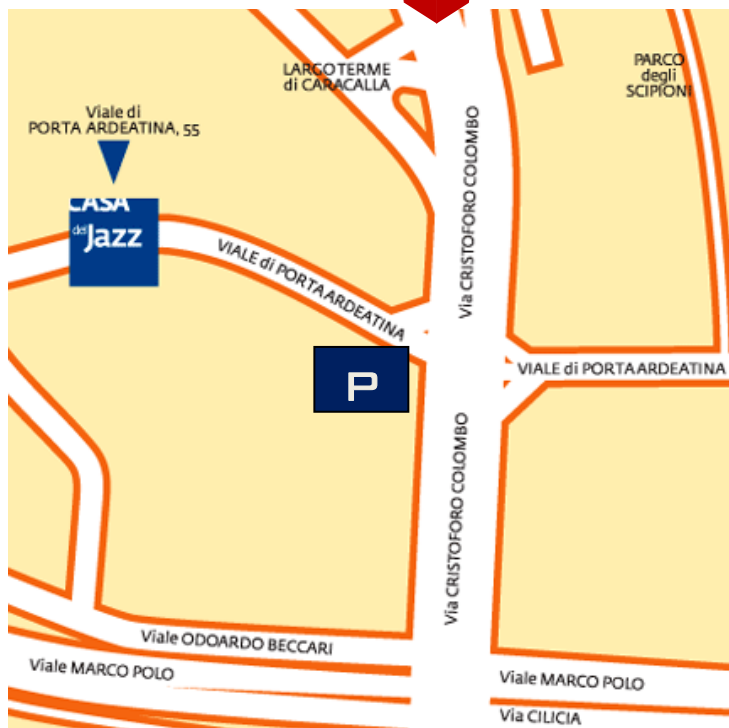 LARGO TERME
di CARACALLA
PARCO
degli
SCIPIONI
Viale di
PORTA ARDEATINA, 55
CASA
del Jazz
VIALE di PORTA ARDEATINA
Via CRISTOFORO COLOMBO
P
VIALE di PORTA ARDEATINA
Via CRISTOFORO COLOMBO
Viale ODOARDO BECCARI
Viale MARCO POLO
Viale MARCO POLO
Via CILICIA